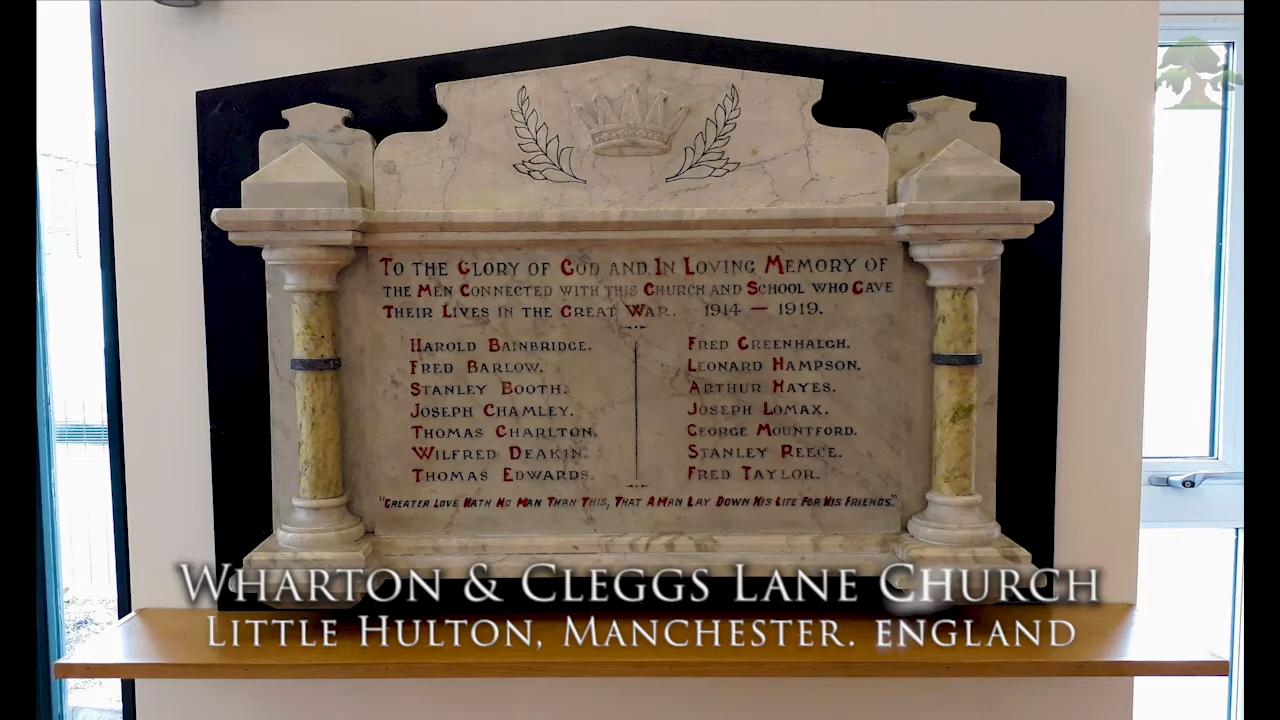 To the Glory of God and In Loving Memory of
the Men Connected with this Church and School who Gave
Their Lives in the Great War. 1914 — 1919.
Harold Bainbridge.
Fred Barlow.
Stanley Booth.
Joseph Chamley.
Thomas Charlton.
Wilfred Deakin.
Thomas Edwards.
Fred Greenhalgh.
Leonard Hampson.
Arthur Hayes.
Joseph Lomax.
George Mountford.
Stanley Reece.
Fred Taylor.
"Greater Love Hath No Man Than This, That A Man Lay Down His Life For His Friends."
Wharton & Cleggs Lane Church
Little Hulton, Manchester. England